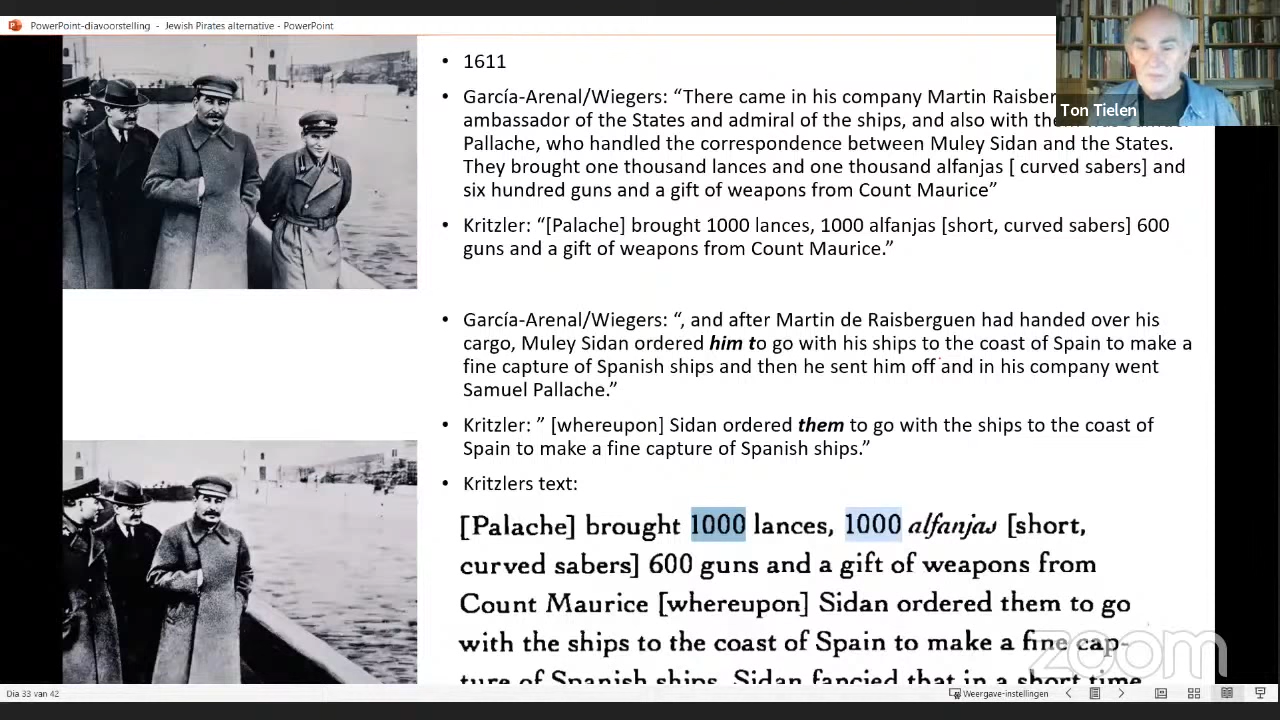 PowerPoint-diavoorstelling - Jewish Pirates alternative - PowerPoint
Ton Tielen
• 1611
• García-Arenal/Wiegers: “There came in his company Martin
ambassador of the States and admiral of the ships, and also with
Pallache, who handled the correspondence between Muley Sidan and the States.
They brought one thousand lances and one thousand alfanjas [ curved sabers] and
six hundred guns and a gift of weapons from Count Maurice”
• Kritzler: “[Palache] brought 1000 lances, 1000 alfanjas [short, curved sabers] 600
guns and a gift of weapons from Count Maurice.”
• García-Arenal/Wiegers: “, and after Martin de Raisberguen had handed over his
cargo, Muley Sidan ordered him to go with his ships to the coast of Spain to make a
fine capture of Spanish ships and then he sent him off and in his company went
Samuel Pallache.”
• Kritzler: ” [whereupon] Sidan ordered them to go with the ships to the coast of
Spain to make a fine capture of Spanish ships.”
• Kritzlers text:
[Palache] brought 1000 lances, 1000 alfanjas [short,
curved sabers] 600 guns and a gift of weapons from
Count Maurice [whereupon] Sidan ordered them to go
with the ships to the coast of Spain to make a fine cap-
ture of Spanish ships. Sidan fancied that in a short time
zoom
Dia 33 van 42
Weergave-instellingen